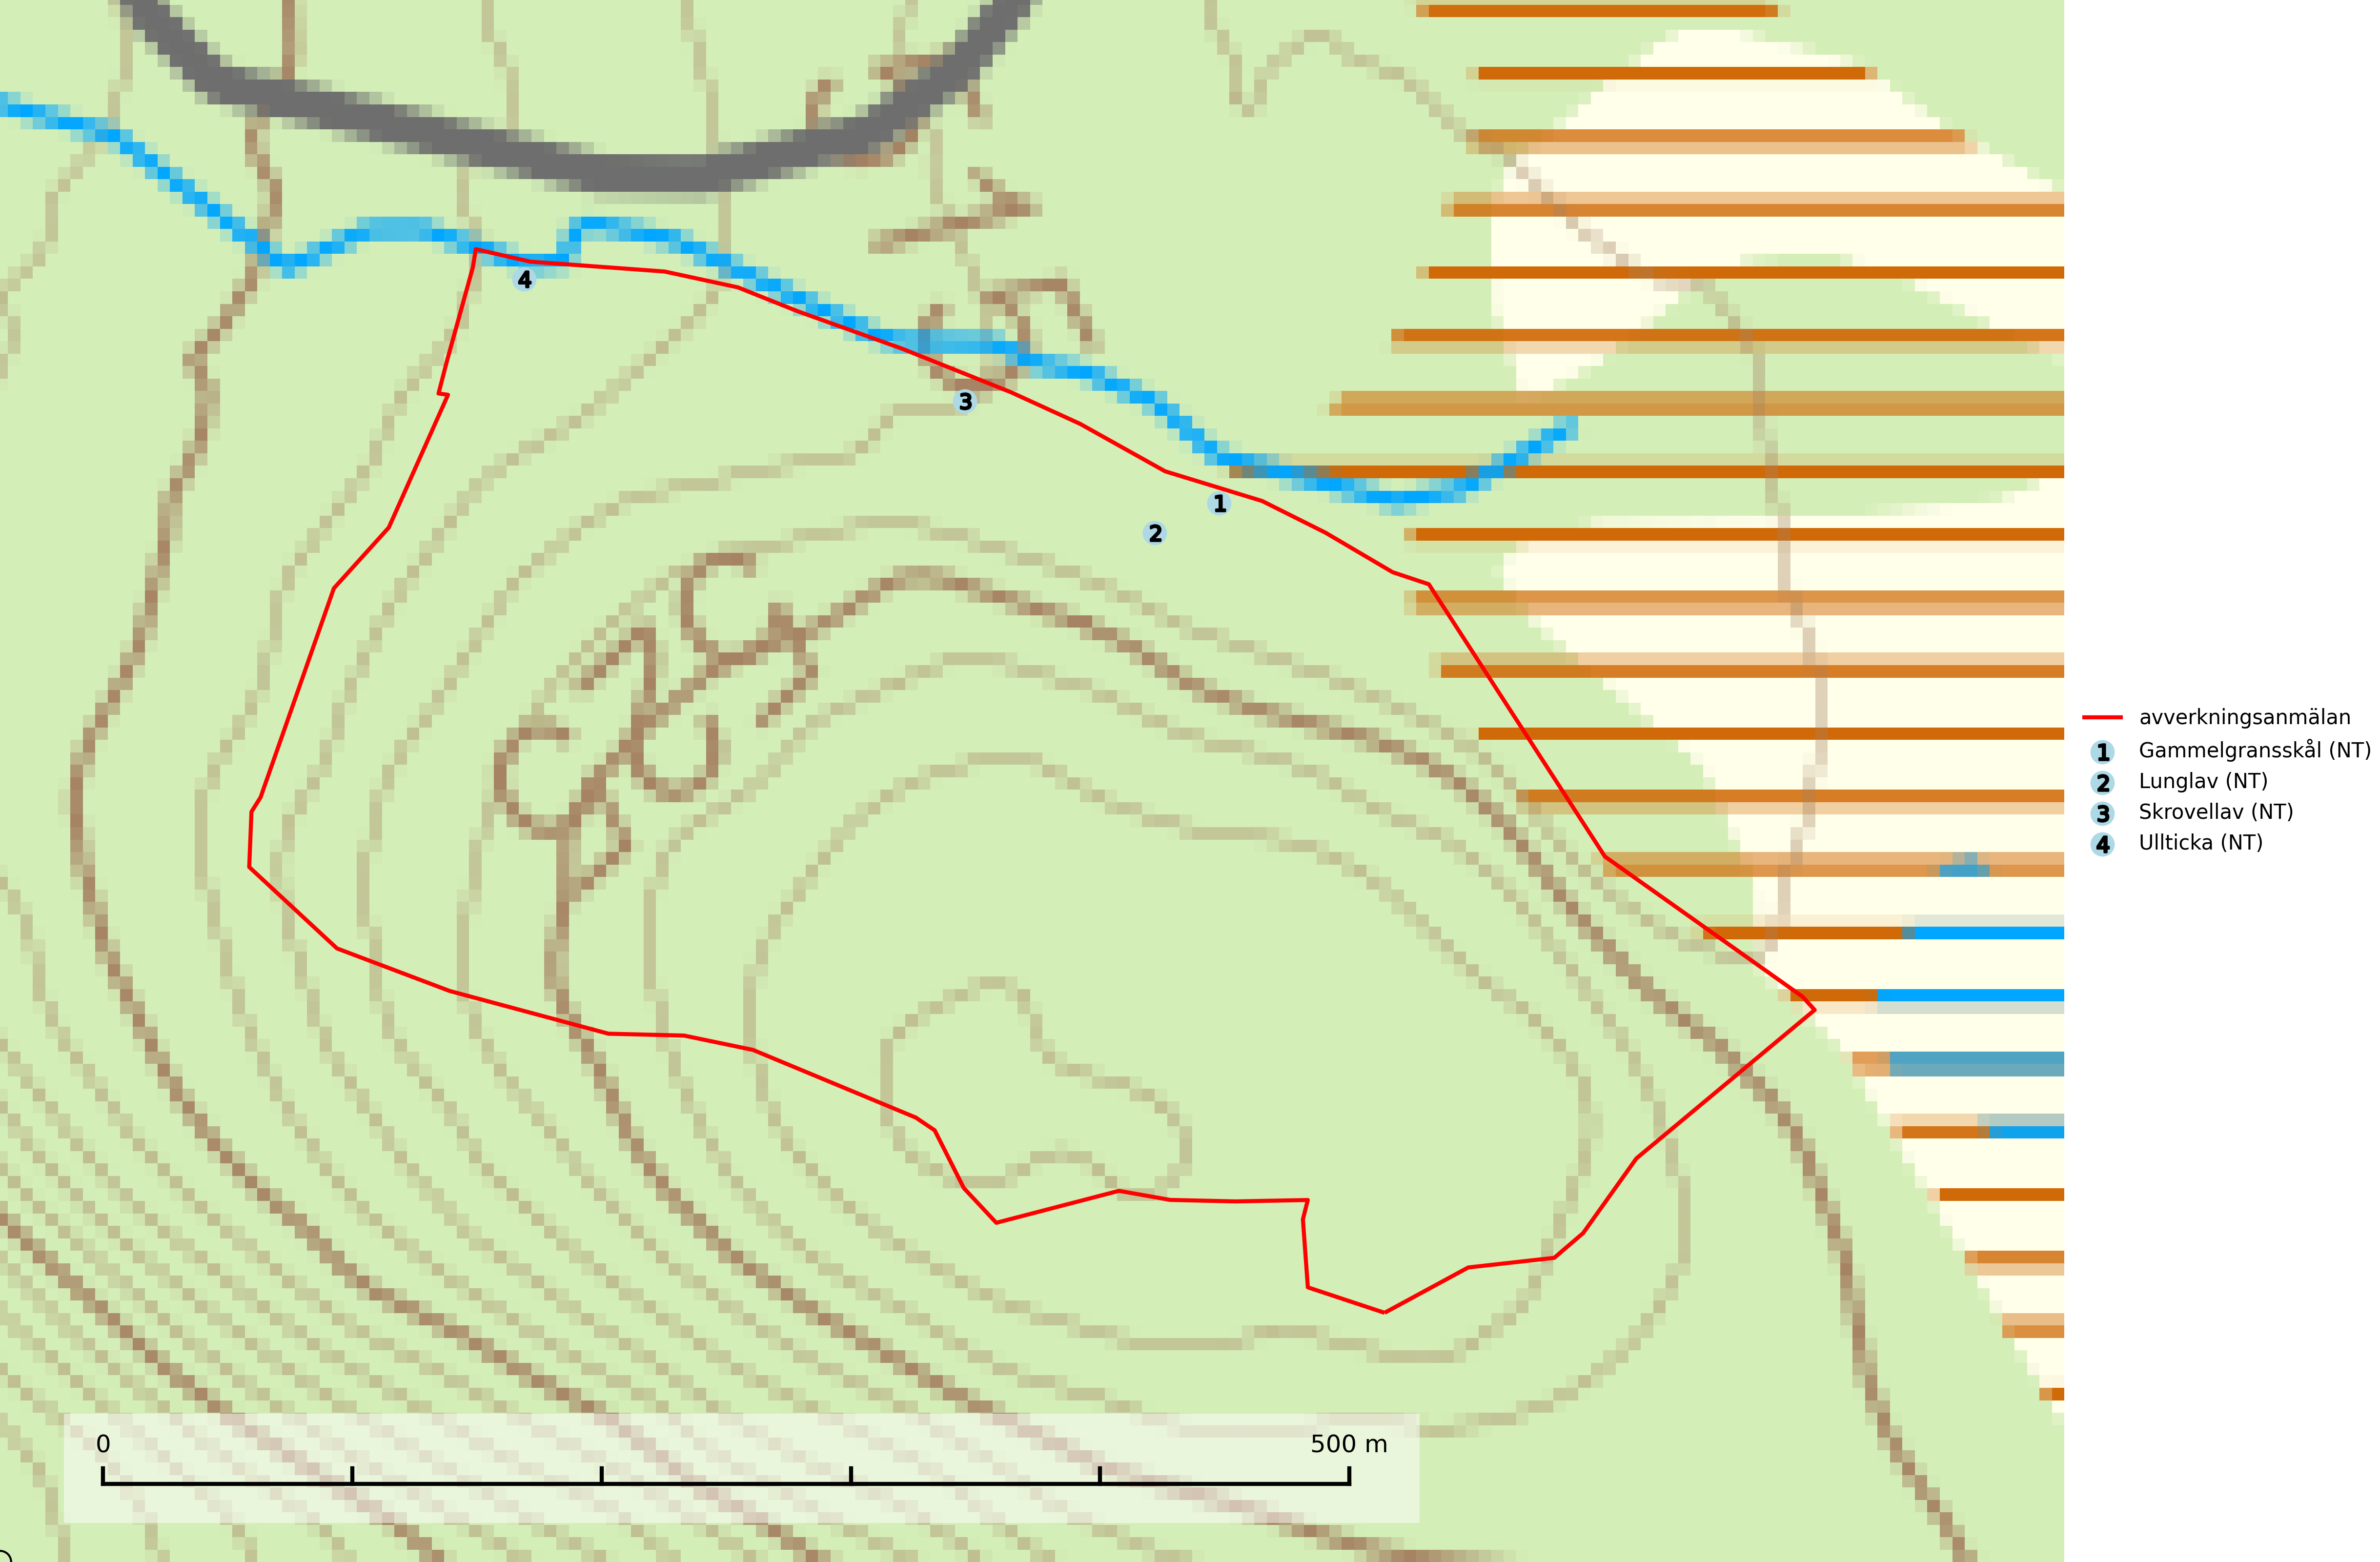 4
3
1
2
avverkningsanmälan
1 Gammelgransskål (NT)
2 Lunglav (NT)
3 Skrovellav (NT)
4 Ullticka (NT)
0 500 m